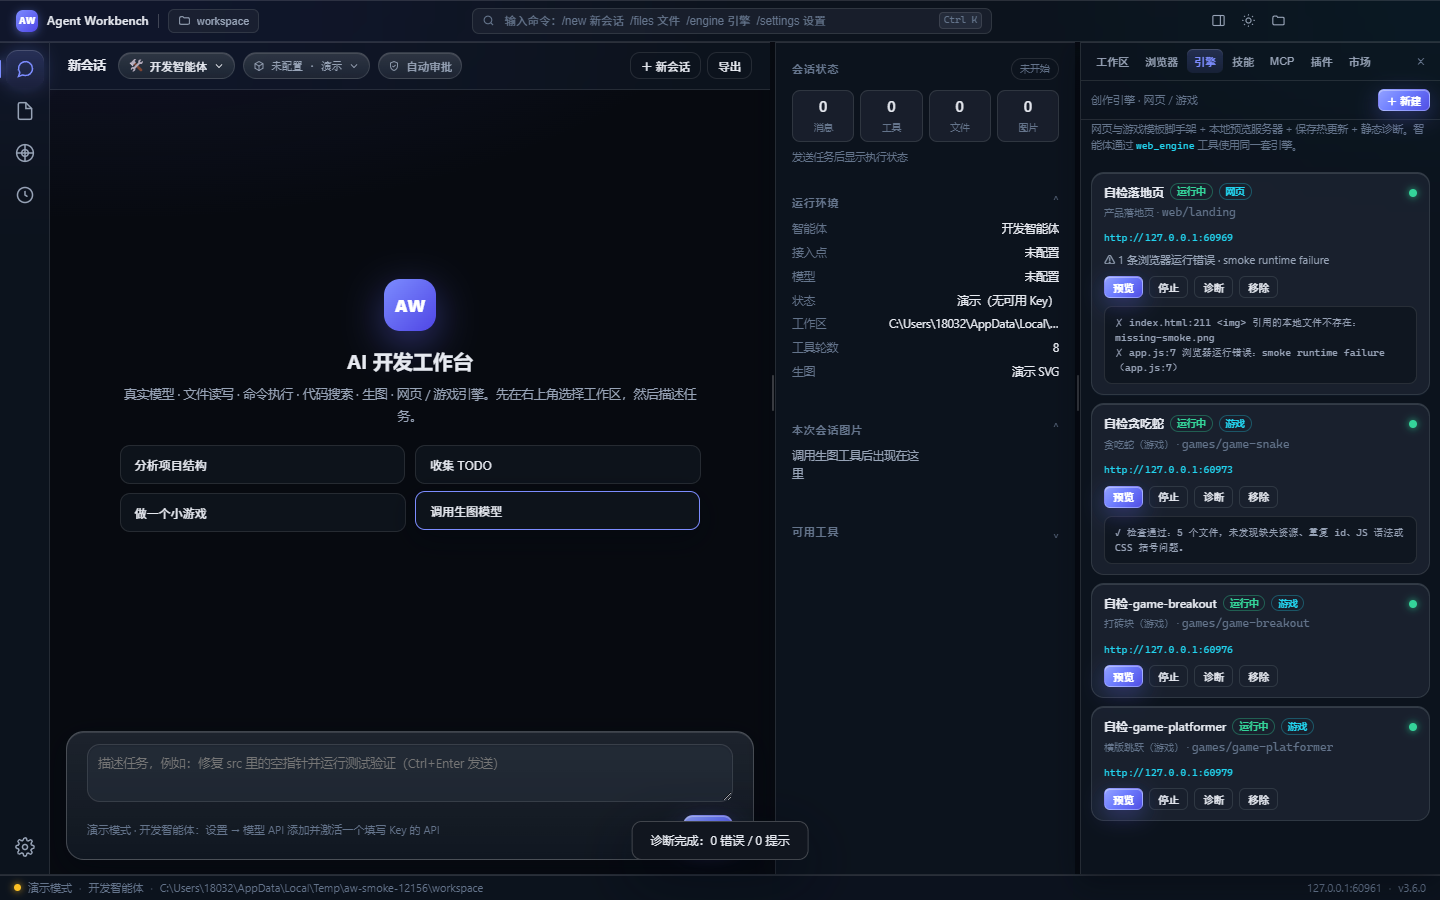 AW Agent Workbench workspace
输入命令：/new 新会话 /files 文件 /engine 引擎 /settings 设置 Ctrl K
新会话 开发智能体 未配置 · 演示 自动审批 + 新会话 导出
AW
AI 开发工作台
真实模型 · 文件读写 · 命令执行 · 代码搜索 · 生图 · 网页 / 游戏引擎。先在右上角选择工作区，然后描述任
务。
分析项目结构 收集 TODO
做一个小游戏 调用生图模型
描述任务，例如：修复 src 里的空指针并运行测试验证（Ctrl+Enter 发送）
演示模式 · 开发智能体：设置 → 模型 API 添加并激活一个填写 Key 的 API
诊断完成：0 错误 / 0 提示
会话状态 未开始
0 0 0 0
消息 工具 文件 图片
发送任务后显示执行状态
运行环境
智能体 开发智能体
接入点 未配置
模型 未配置
状态 演示（无可用 Key）
工作区 C:\Users\18032\AppData\Local\...
工具轮数 8
生图 演示 SVG
本次会话图片
调用生图工具后出现在这
里
可用工具
工作区 浏览器 引擎 技能 MCP 插件 市场 ×
创作引擎 · 网页 / 游戏 + 新建
网页与游戏模板脚手架 + 本地预览服务器 + 保存热更新 + 静态诊断。智
能体通过 web_engine 工具使用同一套引擎。
自检落地页 运行中 网页
产品落地页 · web/landing
http://127.0.0.1:60969
⚠ 1 条浏览器运行错误 · smoke runtime failure
预览 停止 诊断 移除
✗ index.html:211 <img> 引用的本地文件不存在：
missing-smoke.png
✗ app.js:7 浏览器运行错误：smoke runtime failure
（app.js:7）
自检贪吃蛇 运行中 游戏
贪吃蛇（游戏） · games/game-snake
http://127.0.0.1:60973
预览 停止 诊断 移除
✓ 检查通过：5 个文件，未发现缺失资源、重复 id、JS 语法或
CSS 括号问题。
自检-game-breakout 运行中 游戏
打砖块（游戏） · games/game-breakout
http://127.0.0.1:60976
预览 停止 诊断 移除
自检-game-platformer 运行中 游戏
横版跳跃（游戏） · games/game-platformer
http://127.0.0.1:60979
预览 停止 诊断 移除
演示模式 · 开发智能体 · C:\Users\18032\AppData\Local\Temp\aw-smoke-12156\workspace
127.0.0.1:60961 · v3.6.0